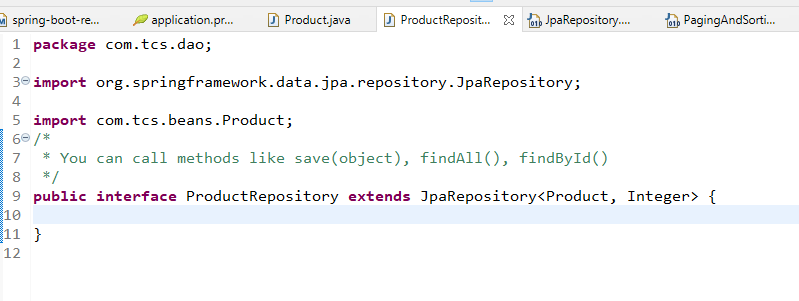 spring-boot-re...
application.pr...
Product.java
ProductReposit...
JpaRepository....
PagingAndSorti...
1 package com.tcs.dao;
2
3 import org.springframework.data.jpa.repository.JpaRepository;
4
5 import com.tcs.beans.Product;
6 /*
7 * You can call methods like save(object), findAll(), findById()
8 */
9 public interface ProductRepository extends JpaRepository<Product, Integer> {
10
11 }
12